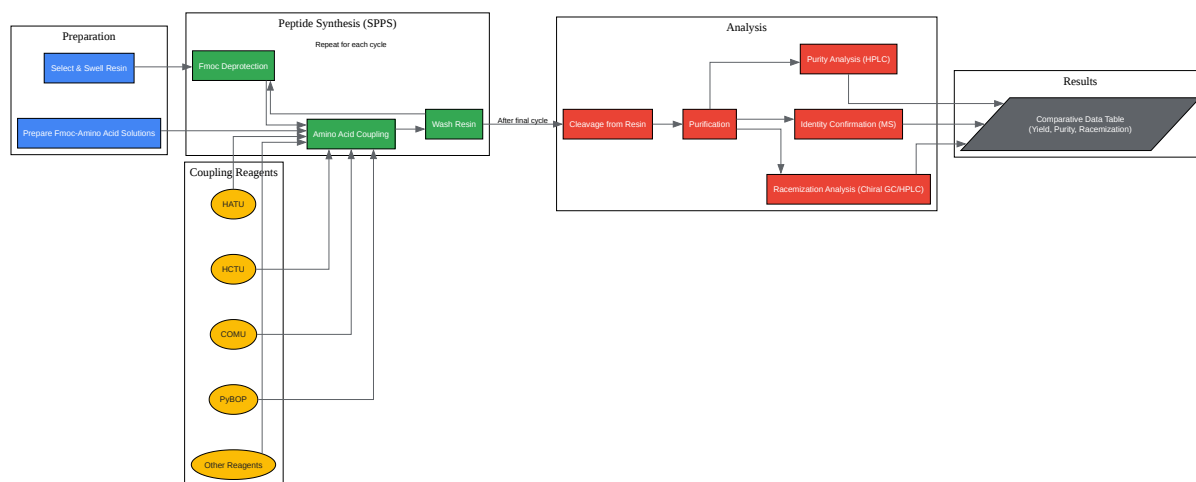 Preparation
Select & Swell Resin
Prepare Fmoc-Amino Acid Solutions
Peptide Synthesis (SPPS)
Repeat for each cycle
Fmoc Deprotection
Amino Acid Coupling
Wash Resin
Coupling Reagents
HATU
HCTU
COMU
PyBOP
Other Reagents
After final cycle
Analysis
Cleavage from Resin
Purification
Purity Analysis (HPLC)
Identity Confirmation (MS)
Racemization Analysis (Chiral GC/HPLC)
Results
Comparative Data Table
(Yield, Purity, Racemization)